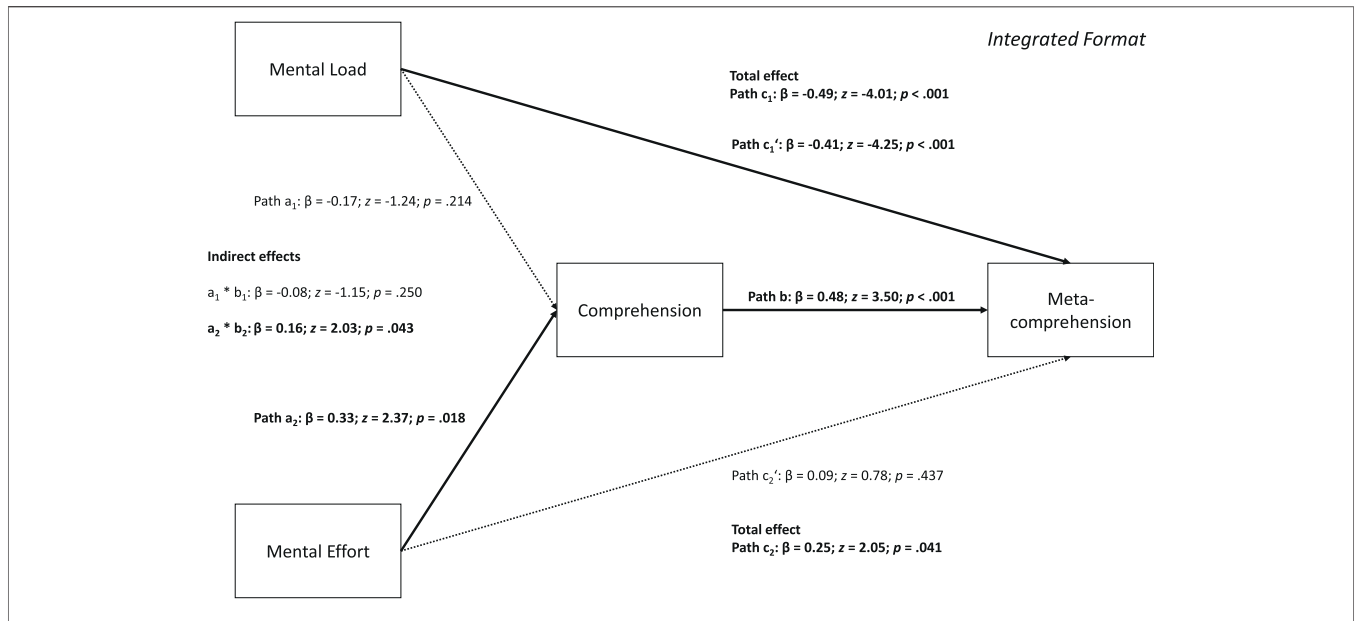 Integrated Format
Mental Load
Total effect
Path c₁: β = -0.49; z = -4.01; p < .001
Path c₁‘: β = -0.41; z = -4.25; p < .001
Path a₁: β = -0.17; z = -1.24; p = .214
Indirect effects
a₁ * b₁: β = -0.08; z = -1.15; p = .250
a₂ * b₂: β = 0.16; z = 2.03; p = .043
Comprehension
Path b: β = 0.48; z = 3.50; p < .001
Meta-
comprehension
Path a₂: β = 0.33; z = 2.37; p = .018
Path c₂‘: β = 0.09; z = 0.78; p = .437
Total effect
Path c₂: β = 0.25; z = 2.05; p = .041
Mental Effort